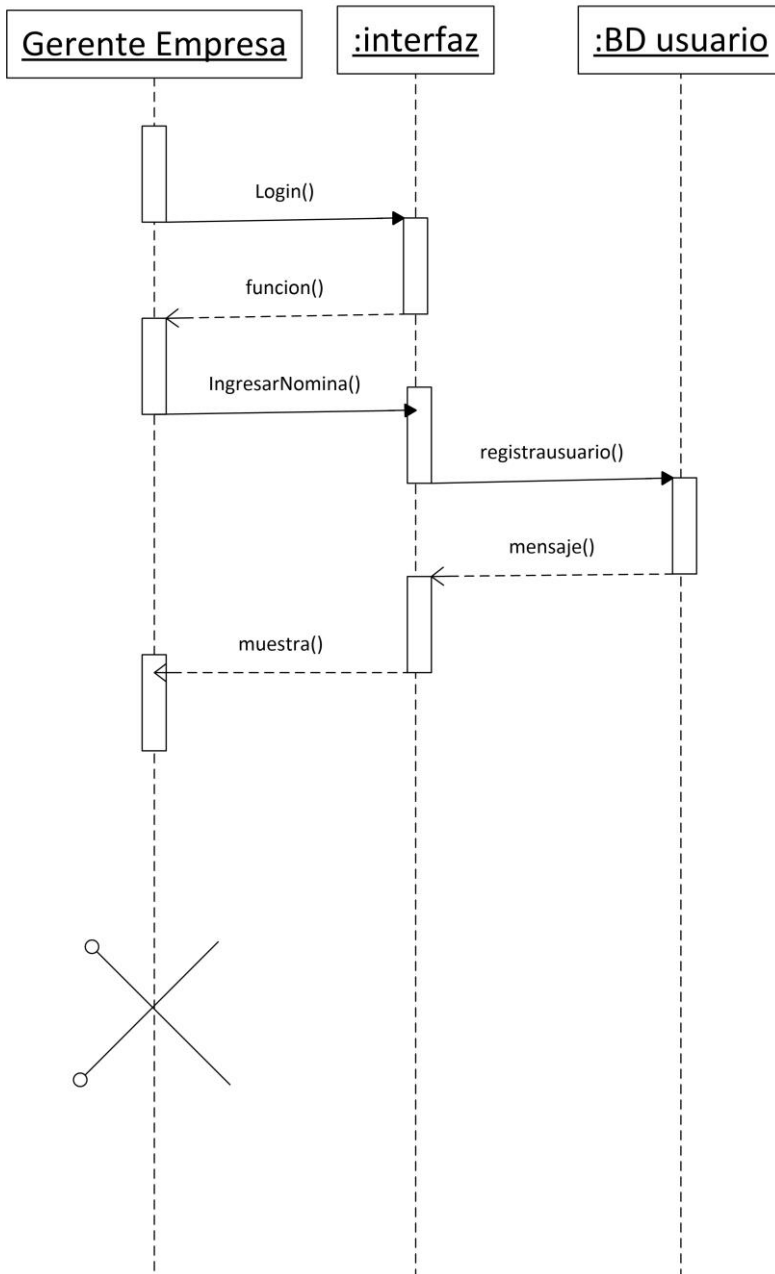 Gerente Empresa
:interfaz
:BD usuario
Login()
funcion()
IngresarNomina()
registrausuario()
mensaje()
muestra()